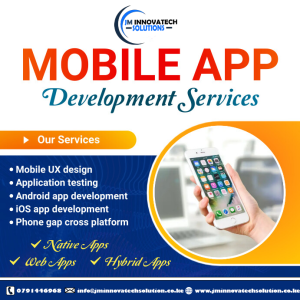 JM INNOVATECH
SOLUTIONS
MOBILE APP
Development Services
Our Services
Mobile UX design
Application testing
Android app development
iOS app development
Phone gap cross platform
Native Apps
Web Apps
Hybrid Apps
0791446968
info@jminnovatechsolution.co.ke
www.jminnovatechsolution.co.ke